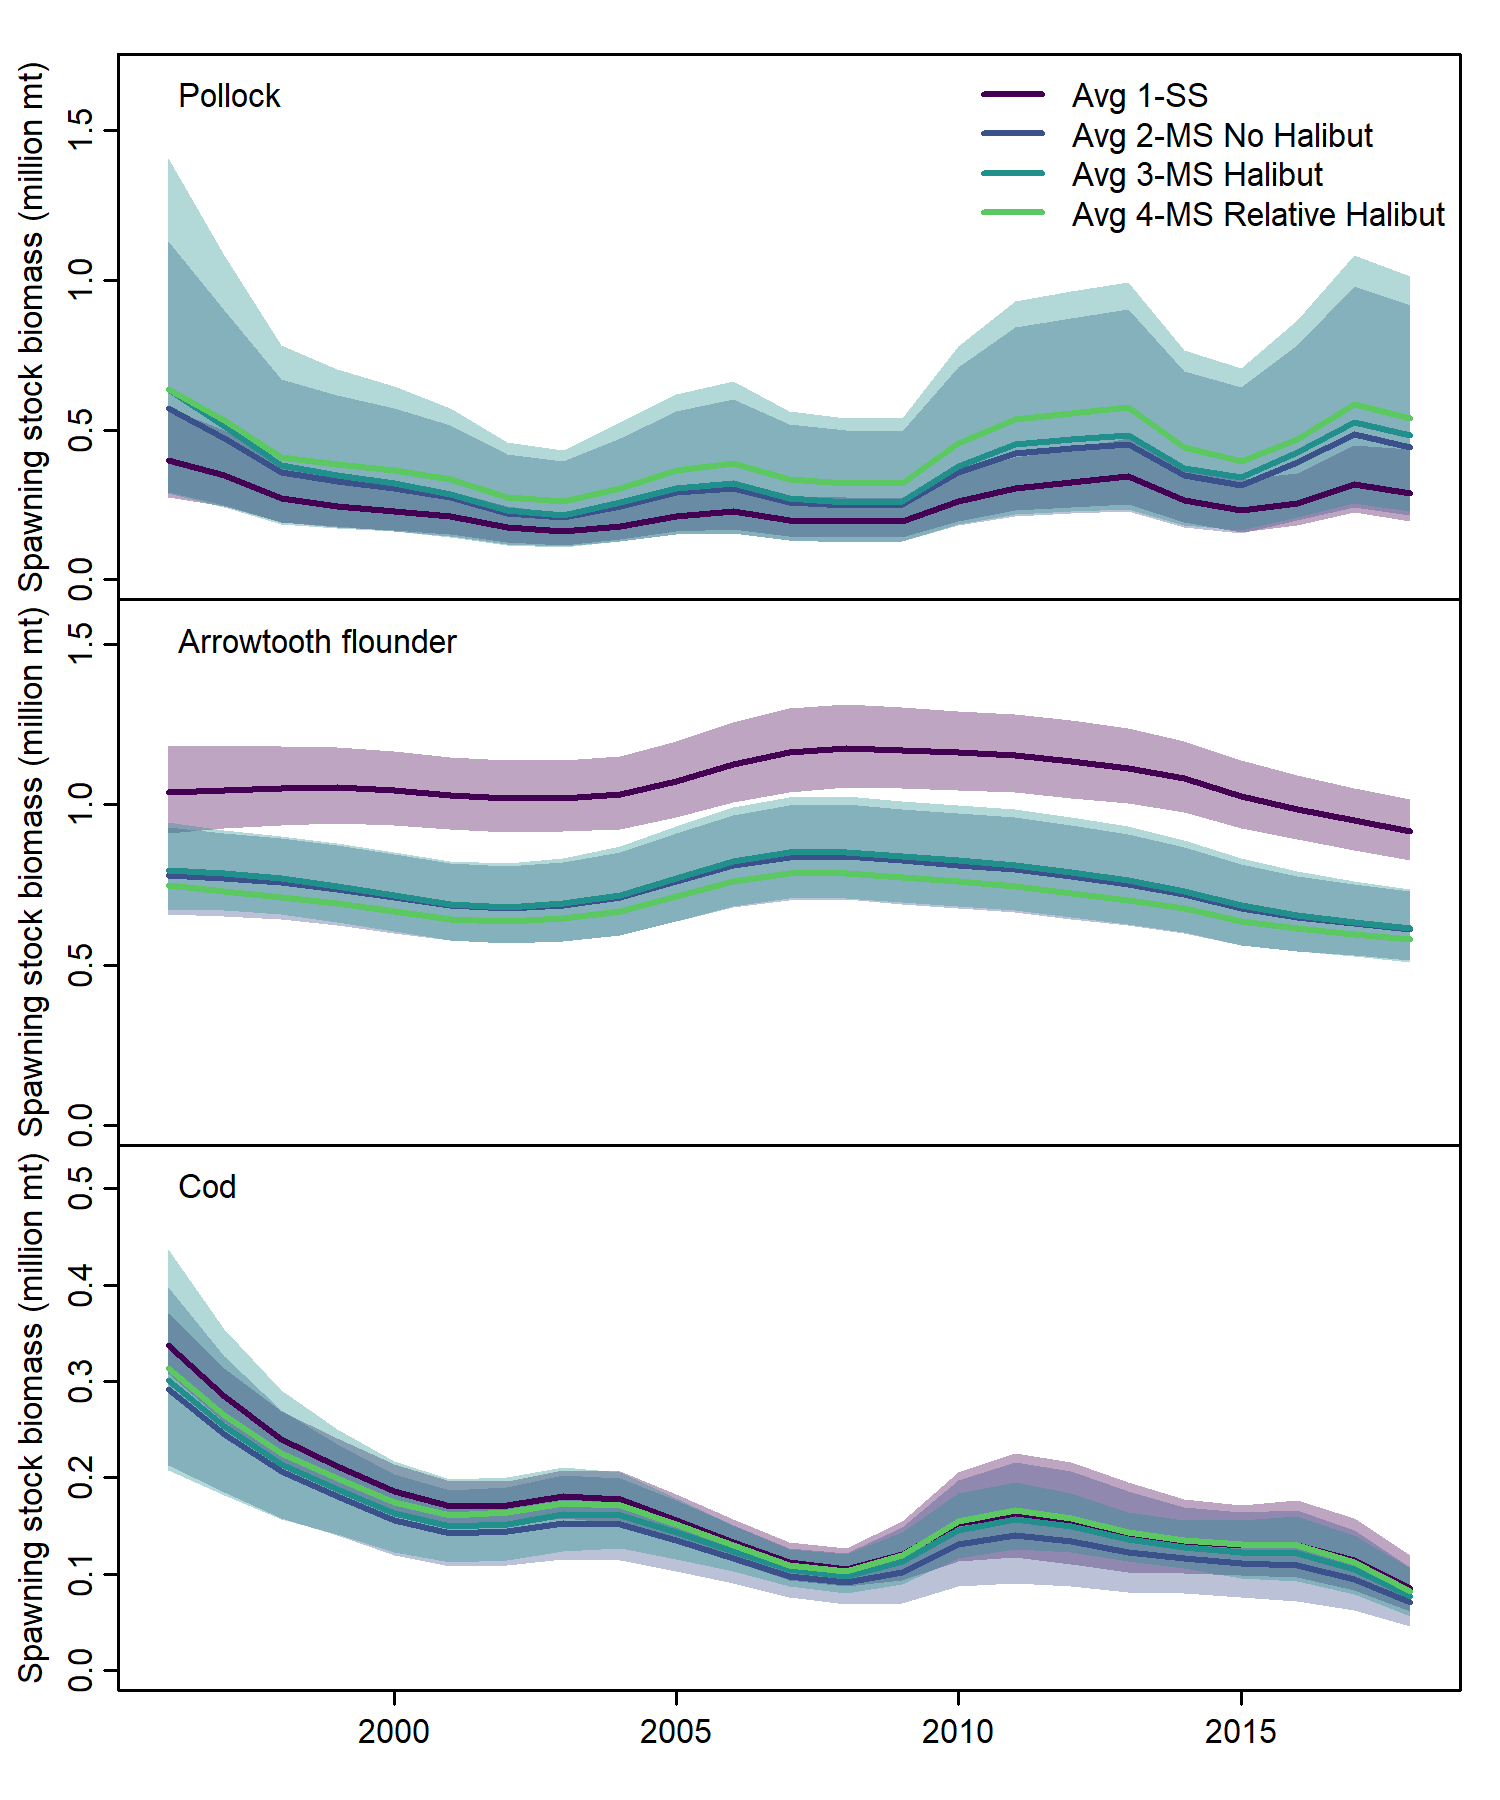 Spawning stock biomass (million mt)
1.5
1.0
0.5
0.0
Pollock
Avg 1-SS
Avg 2-MS No Halibut
Avg 3-MS Halibut
Avg 4-MS Relative Halibut
Spawning stock biomass (million mt)
1.5
1.0
0.5
0.0
Arrowtooth flounder
Spawning stock biomass (million mt)
0.5
0.4
0.3
0.2
0.1
0.0
Cod
2000 2005 2010 2015